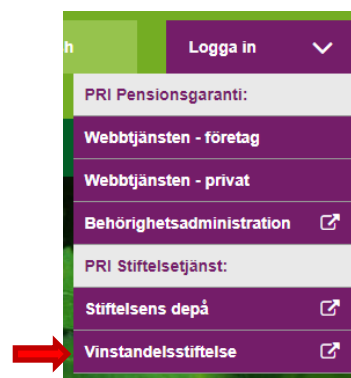 h
Logga in
PRI Pensionsgaranti:
Webbtjänsten - företag
Webbtjänsten - privat
Behörighetsadministration
PRI Stiftelsetjänst:
Stiftelsens depå
Vinstandelsstiftelse